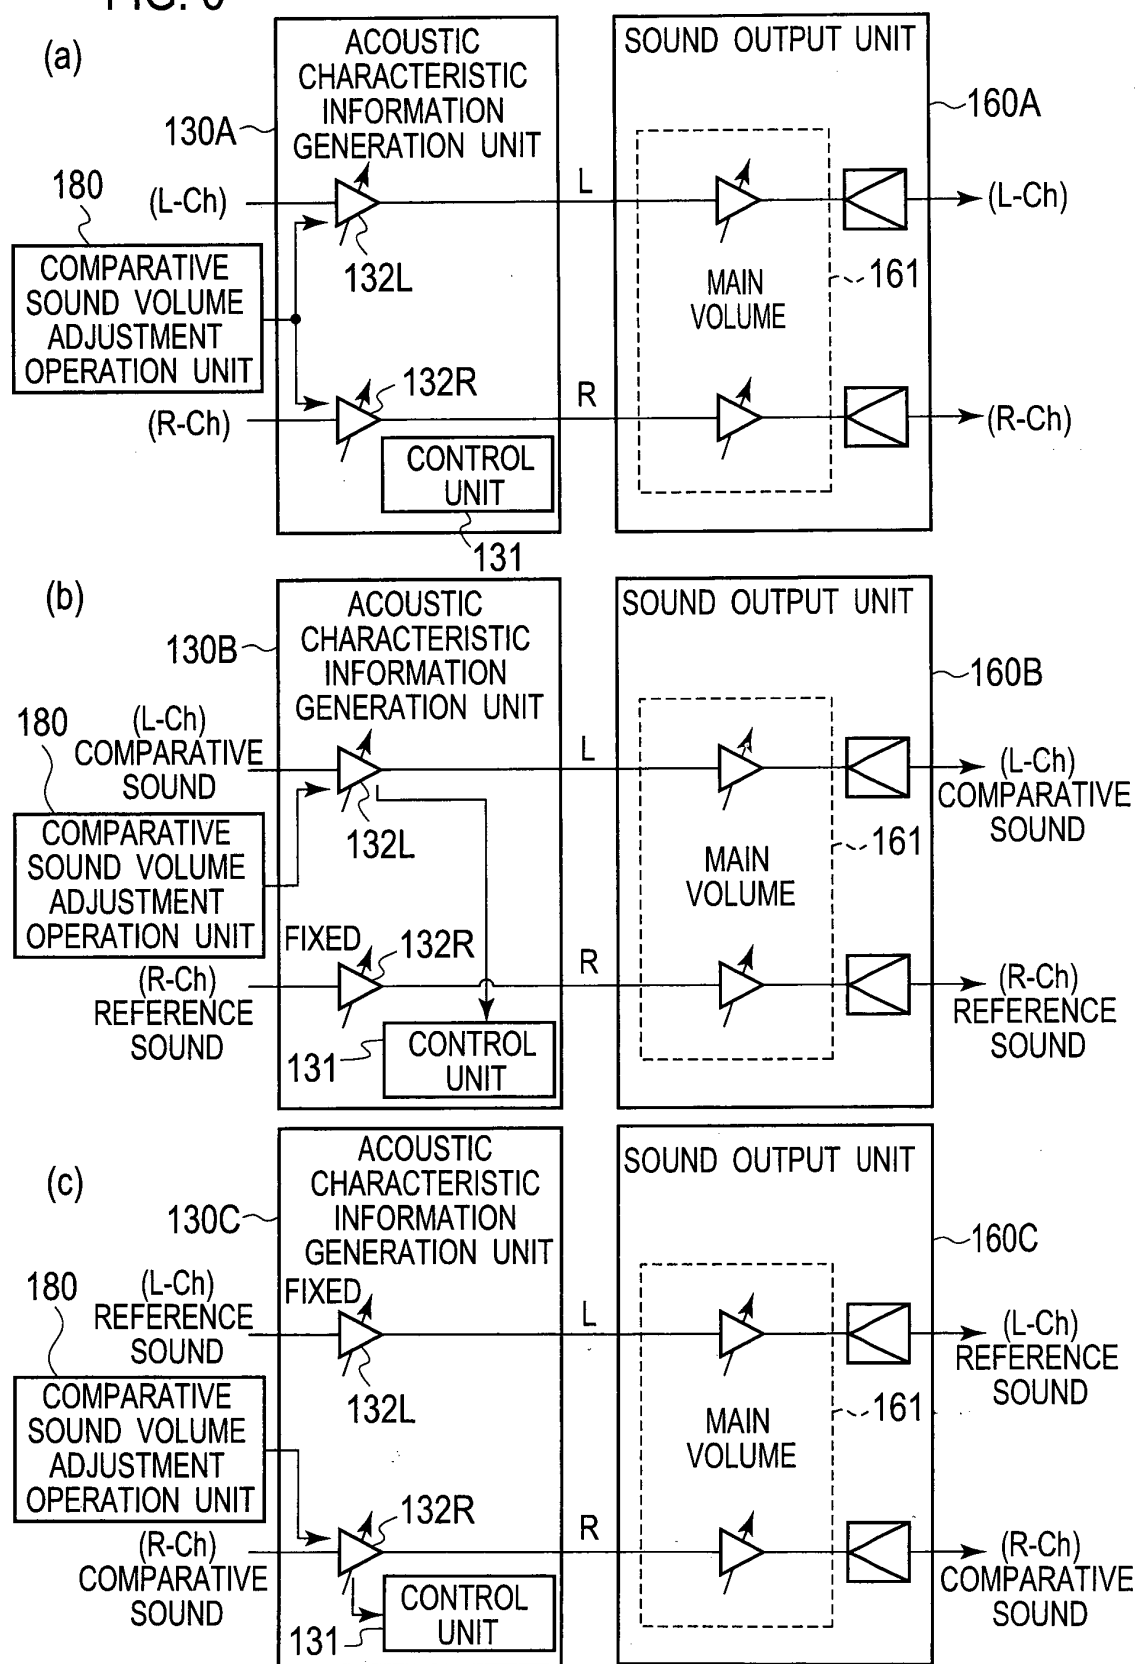 FIG.
(a)
ACOUSTIC
CHARACTERISTIC
INFORMATION
GENERATION UNIT
130A
SOUND OUTPUT UNIT
160A
180
(L-Ch)
L
(L-Ch)
132L
COMPARATIVE
SOUND VOLUME
ADJUSTMENT
OPERATION UNIT
MAIN
VOLUME
161
132R
(R-Ch)
R
(R-Ch)
CONTROL
UNIT
131
(b)
ACOUSTIC
CHARACTERISTIC
INFORMATION
GENERATION UNIT
130B
SOUND OUTPUT UNIT
160B
180
(L-Ch)
COMPARATIVE
SOUND
L
(L-Ch)
COMPARATIVE
SOUND
132L
COMPARATIVE
SOUND VOLUME
ADJUSTMENT
OPERATION UNIT
MAIN
VOLUME
161
FIXED
132R
(R-Ch)
REFERENCE
SOUND
R
(R-Ch)
REFERENCE
SOUND
131
CONTROL
UNIT
(c)
ACOUSTIC
CHARACTERISTIC
INFORMATION
GENERATION UNIT
130C
SOUND OUTPUT UNIT
160C
180
(L-Ch)
REFERENCE
SOUND
FIXED
L
(L-Ch)
REFERENCE
SOUND
132L
COMPARATIVE
SOUND VOLUME
ADJUSTMENT
OPERATION UNIT
MAIN
VOLUME
161
132R
(R-Ch)
COMPARATIVE
SOUND
R
(R-Ch)
COMPARATIVE
SOUND
131
CONTROL
UNIT